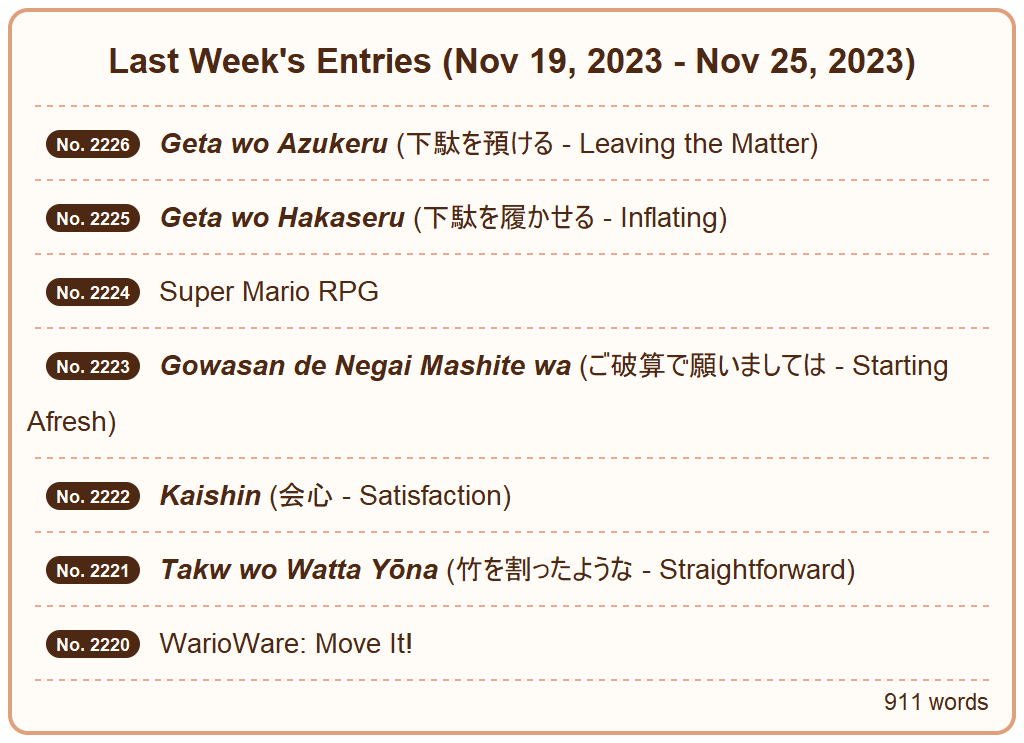 Last Week's Entries (Nov 19, 2023 - Nov 25, 2023)
No. 2226 Geta wo Azukeru (下駄を預ける - Leaving the Matter)
No. 2225 Geta wo Hakaseru (下駄を履かせる - Inflating)
No. 2224 Super Mario RPG
No. 2223 Gowasan de Negai Mashite wa (ご破算で願いましては - Starting
Afresh)
No. 2222 Kaishin (会心 - Satisfaction)
No. 2221 Takw wo Watta Yōna (竹を割ったような - Straightforward)
No. 2220 WarioWare: Move It!
911 words